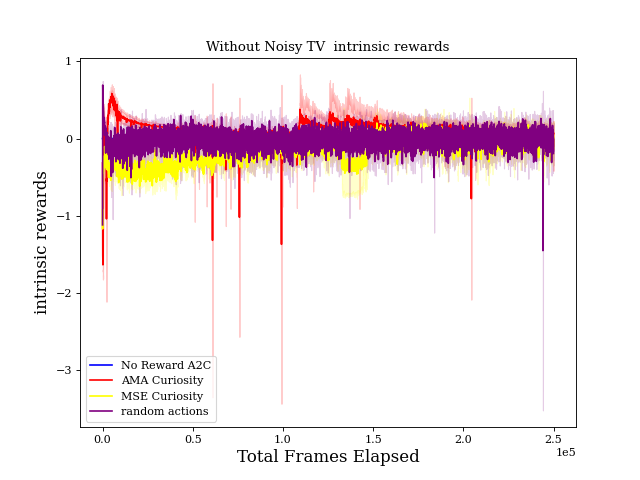 Without Noisy TV intrinsic rewards
1
0
−1
−2
−3
intrinsic rewards
No Reward A2C
AMA Curiosity
MSE Curiosity
random actions
0.0 0.5 1.0 1.5 2.0 2.5
1e5
Total Frames Elapsed